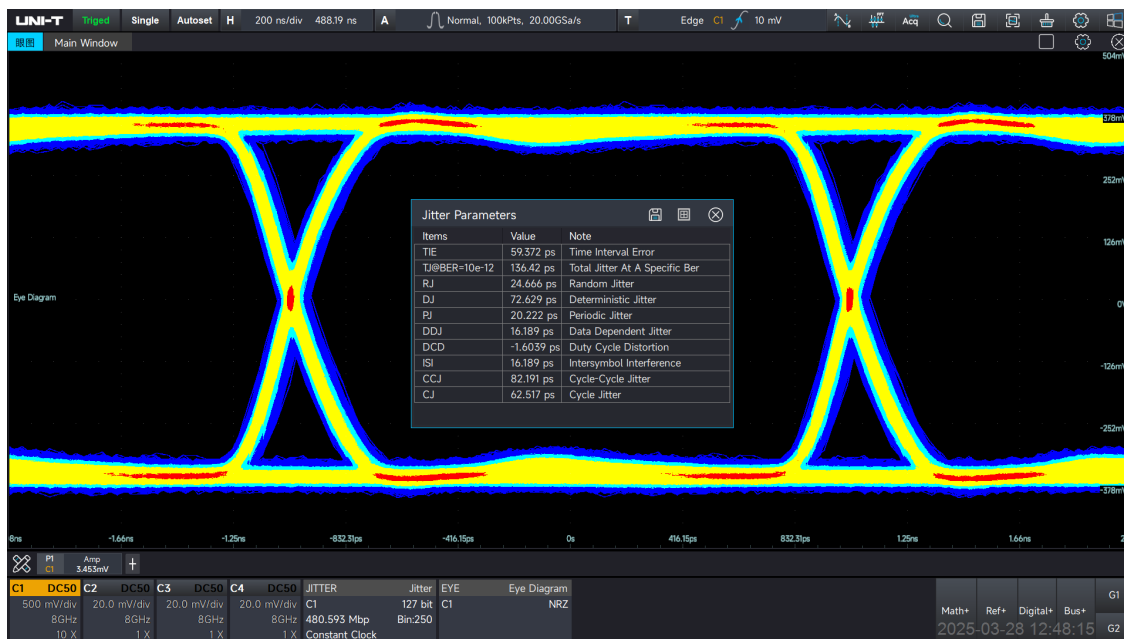 UNI-T Triged Single Autoset H 200 ns/div 488.19 ns A Normal, 100kPts, 20.00GSa/s T Edge C1 10 mV Acq
眼图 Main Window
504mV
378mV
252mV
126mV
Eye Diagram 0V
-126mV
-252mV
-378mV
Jitter Parameters
Items Value Note
TIE 59.372 ps Time Interval Error
TJ@BER=10e-12 136.42 ps Total Jitter At A Specific Ber
RJ 24.666 ps Random Jitter
DJ 72.629 ps Deterministic Jitter
PJ 20.222 ps Periodic Jitter
DDJ 16.189 ps Data Dependent Jitter
DCD -1.6039 ps Duty Cycle Distortion
ISI 16.189 ps Intersymbol Interference
CCJ 82.191 ps Cycle-Cycle Jitter
CJ 62.517 ps Cycle Jitter
8ns -1.66ns -1.25ns -832.31ps -416.15ps 0s 416.15ps 832.31ps 1.25ns 1.66ns 2
P1 Amp
C1 3.453mV +
C1 DC50 C2 DC50 C3 DC50 C4 DC50 JITTER Jitter EYE Eye Diagram
500 mV/div 20.0 mV/div 20.0 mV/div 20.0 mV/div C1 127 bit C1 NRZ G1
8GHz 8GHz 8GHz 8GHz 480.593 Mbp Bin:250 Math+ Ref+ Digital+ Bus+
10 X 1 X 1 X 1 X Constant Clock 2025-03-28 12:48:15 G2